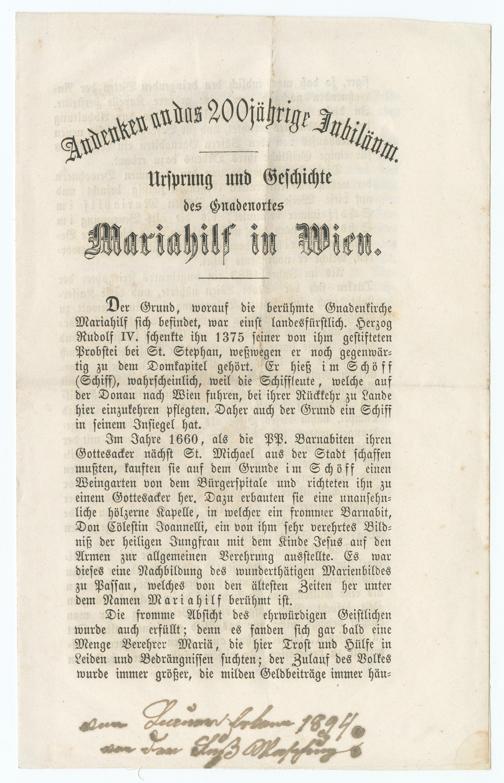 Andenken an das 200jährige Jubiläum.
Ursprung und Geschichte
des Gnadenortes
Mariahilf in Wien.
Der Grund, worauf die berühmte Gnadenkirche
Mariahilf sich befindet, war einst landesfürstlich. Herzog
Rudolf IV. schenkte ihn 1375 seiner von ihm gestifteten
Probstei bei St. Stephan, weßwegen er noch gegenwär-
tig zu dem Domkapitel gehört. Er hieß im Schöff
(Schiff), wahrscheinlich, weil die Schiffleute, welche auf
der Donau nach Wien fuhren, bei ihrer Rückkehr zu Lande
hier einzukehren pflegten. Daher auch der Grund ein Schiff
in seinem Insiegel hat.
Im Jahre 1660, als die PP. Barnabiten ihren
Gottesacker nächst St. Michael aus der Stadt schaffen
mußten, kauften sie auf dem Grunde im Schöff einen
Weingarten von dem Bürgerspitale und richteten ihn zu
einem Gottesacker her. Dazu erbauten sie eine unansehn-
liche hölzerne Kapelle, in welcher ein frommer Barnabit,
Don Cölestin Joannelli, ein von ihm sehr verehrtes Bild-
niß der heiligen Jungfrau mit dem Kinde Jesus auf den
Armen zur allgemeinen Verehrung ausstellte. Es war
dieses eine Nachbildung des wunderthätigen Marienbildes
zu Passau, welches von den ältesten Zeiten her unter
dem Namen Mariahilf berühmt ist.
Die fromme Absicht des ehrwürdigen Geistlichen
wurde auch erfüllt; denn es fanden sich gar bald eine
Menge Verehrer Mariä, die hier Trost und Hülfe in
Leiden und Bedrängnissen suchten; der Zulauf des Volkes
wurde immer größer, die milden Geldbeiträge immer häu-
1894
von der